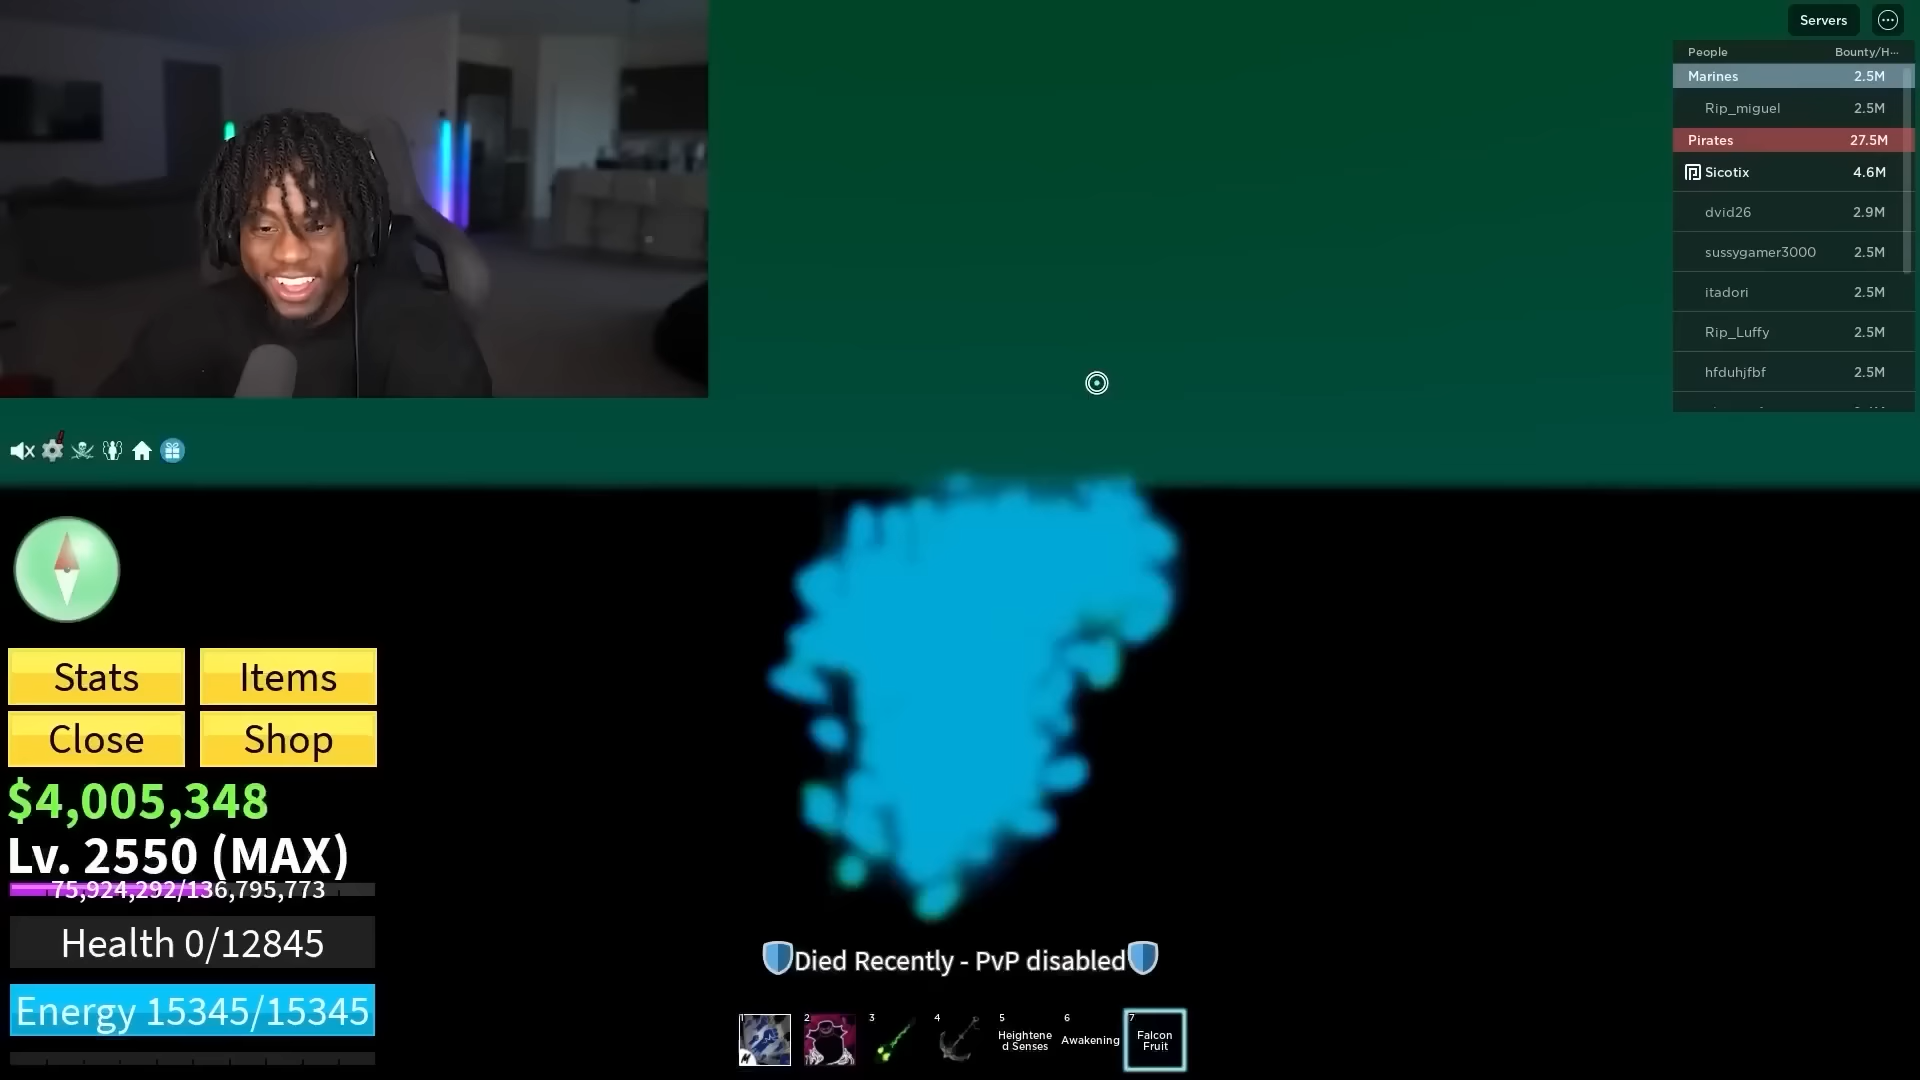 Servers
People Bounty/H...
Marines 2.5M
Rip_miguel 2.5M
Pirates 27.5M
Sicotix 4.6M
dvid26 2.9M
sussygamer3000 2.5M
itadori 2.5M
Rip_Luffy 2.5M
hfduhjfbf 2.5M
Stats Items
Close Shop
$4,005,348
Lv. 2550 (MAX)
75,924,292/136,795,773
Health 0/12845
Energy 15345/15345
Died Recently - PvP disabled
1 2 3 4 5 6 7
Heightene
d Senses
Awakening
Falcon
Fruit